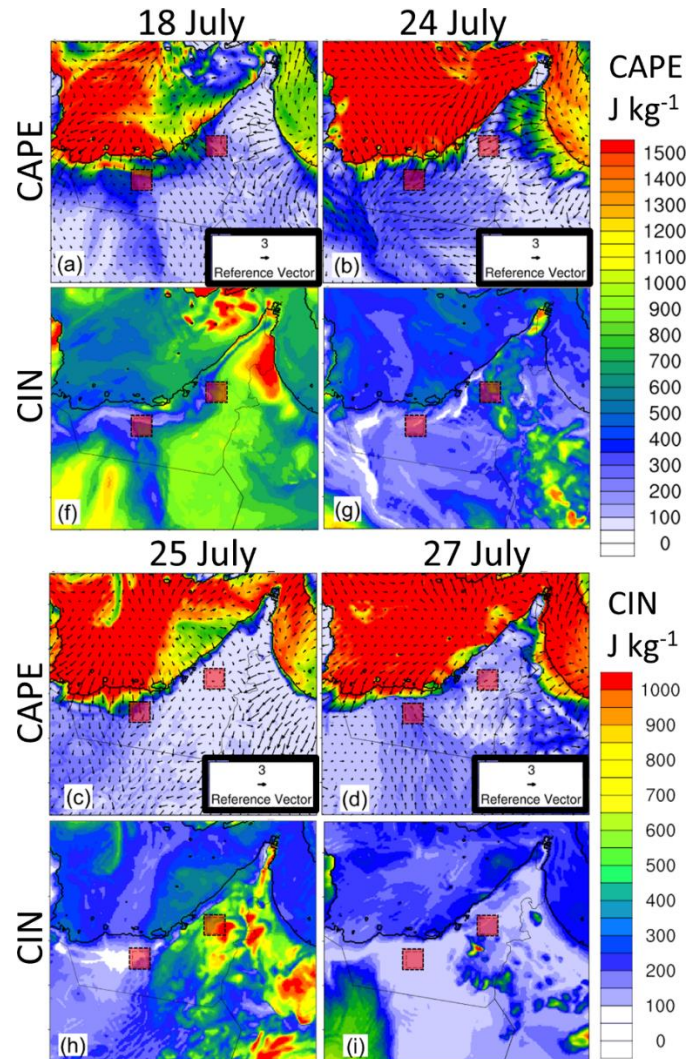 18 July 24 July
CAPE
CAPE
J kg-1
1500
1400
1300
1200
1100
1000
900
800
700
600
500
400
300
200
100
0
(a)
3
Reference Vector
(b)
3
Reference Vector
CIN
(f)
(g)
25 July 27 July
CAPE
(c)
3
Reference Vector
(d)
3
Reference Vector
CIN
J kg-1
1000
900
800
700
600
500
400
300
200
100
0
CIN
(h)
(i)